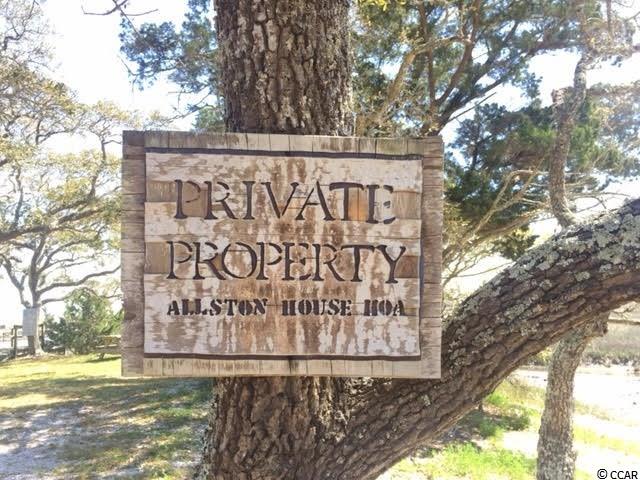 PRIVATE
PROPERTY
ALLSTON HOUSE HOA
© CCAR